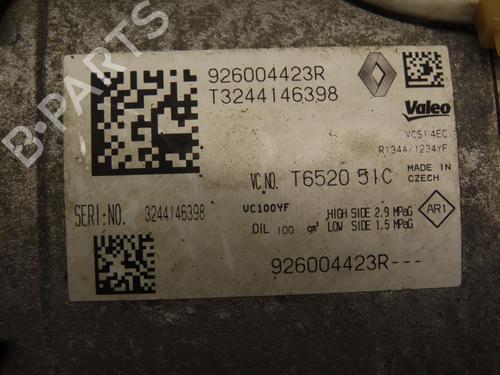 926004423R
T3244146398
Valeo
VCS14EC
R134A/1234YF
VC.NO. T6520 51C
MADE IN
CZECH
SERI-NO. 3244146398
VC100YF
OIL 100 cm³
HIGH SIDE 2.9 MPaG
LOW SIDE 1.5 MPaG
AR1
926004423R---
B-PARTS